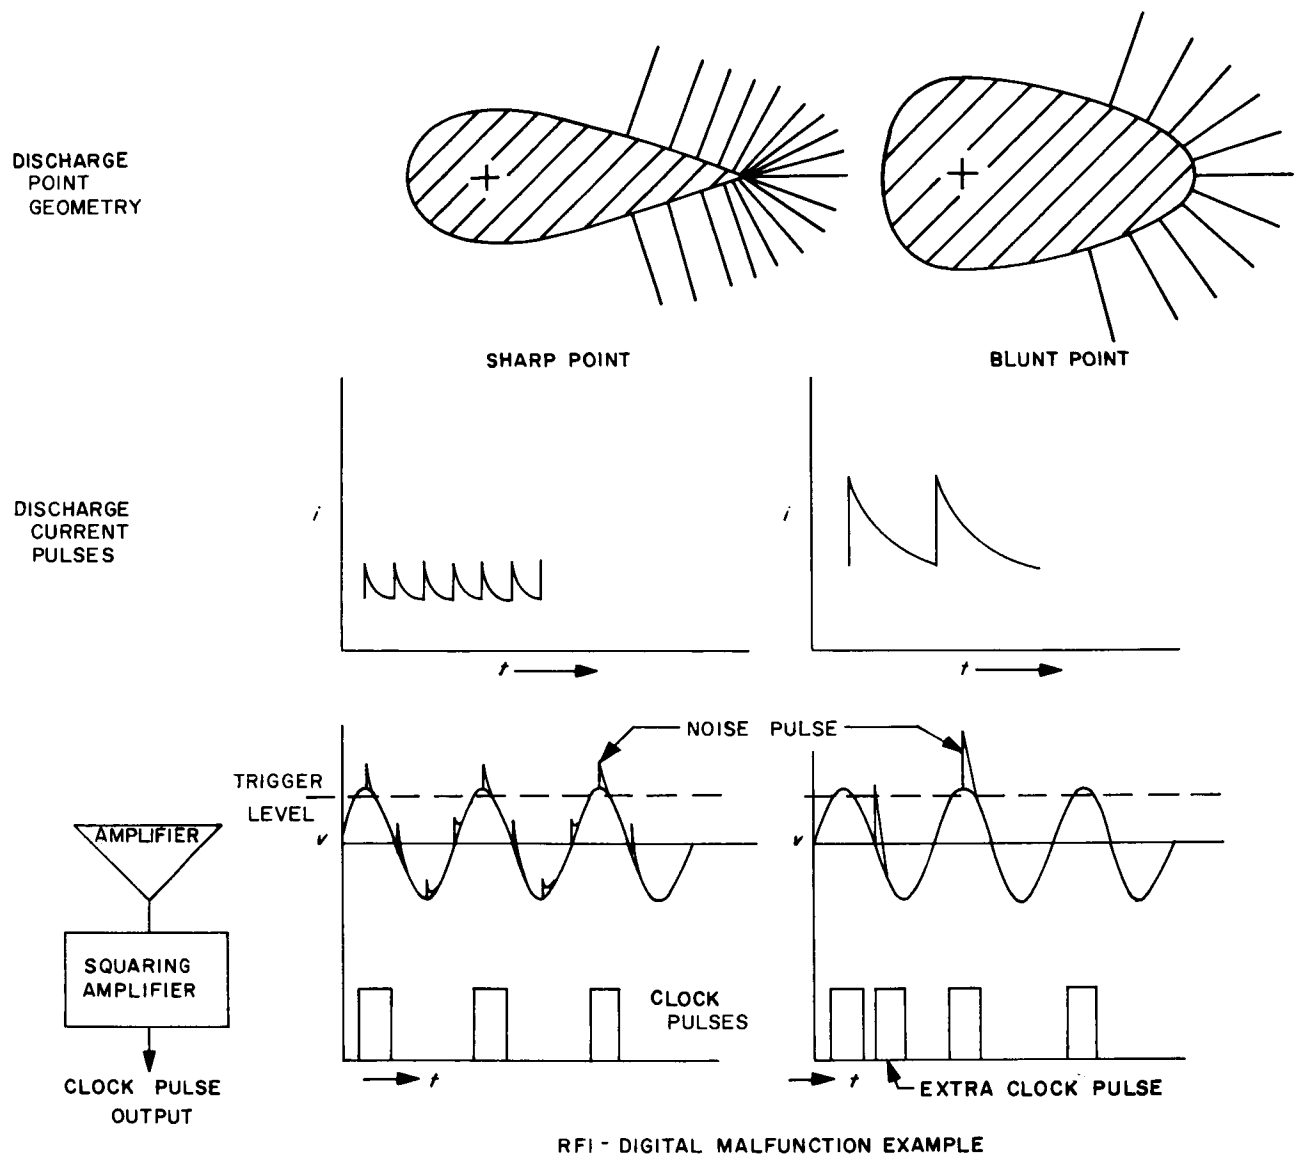 DISCHARGE
POINT
GEOMETRY
SHARP POINT
BLUNT POINT
DISCHARGE
CURRENT
PULSES
i
i
t
t
NOISE PULSE
TRIGGER
LEVEL
v
v
AMPLIFIER
SQUARING
AMPLIFIER
CLOCK
PULSES
t
t
EXTRA CLOCK PULSE
CLOCK PULSE
OUTPUT
RFI - DIGITAL MALFUNCTION EXAMPLE